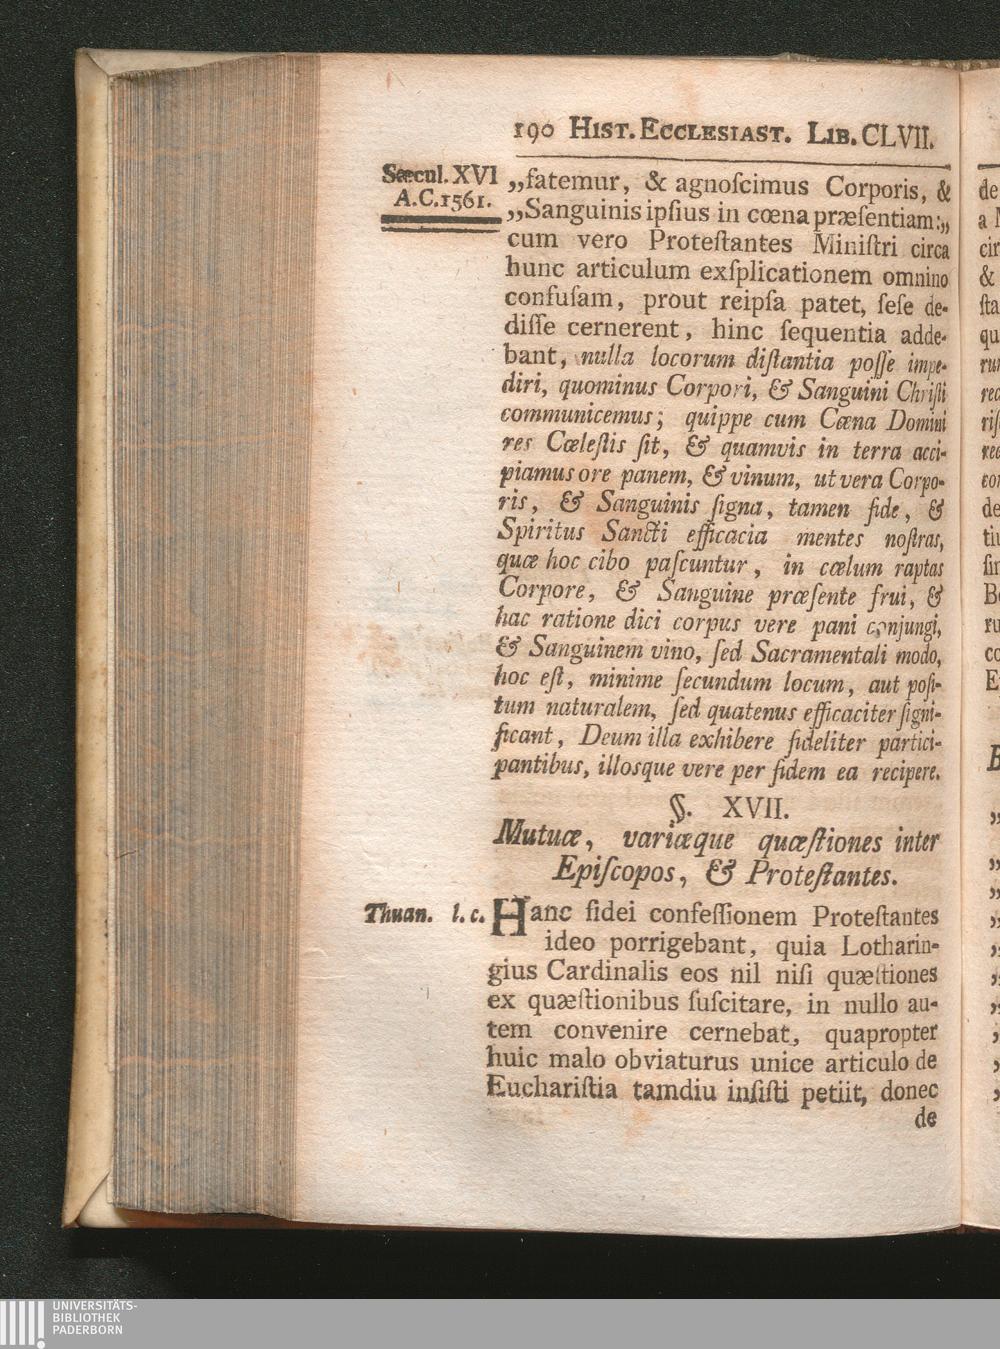 190 HIST. ECCLESIAST. LIB. CLVII.
Sæcul. XVI
A.C. 1561.
„fatemur, & agnoſcimus Corporis, &
„Sanguinis ipſius in cœna præſentiam:„
cum vero Proteſtantes Miniſtri circa
hunc articulum exſplicationem omnino
confuſam, prout reipſa patet, ſeſe de-
diſſe cernerent, hinc ſequentia adde-
bant, nulla locorum diſtantia poſſe impe-
diri, quominus Corpori, & Sanguini Chriſti
communicemus; quippe cum Cœna Domini
res Cœleſtis ſit, & quamvis in terra acci-
piamus ore panem, & vinum, ut vera Corpo-
ris, & Sanguinis ſigna, tamen fide, &
Spiritus Sancti efficacia mentes noſtras,
quæ hoc cibo paſcuntur, in cœlum raptas
Corpore, & Sanguine præſente frui, &
hac ratione dici corpus vere pani conjungi,
& Sanguinem vino, ſed Sacramentali modo,
hoc eſt, minime ſecundum locum, aut poſi-
tum naturalem, ſed quatenus efficaciter ſigni-
ficant, Deum illa exhibere fideliter partici-
pantibus, illosque vere per fidem ea recipere.
§. XVII.
Mutuæ, variæque quæſtiones inter
Epiſcopos, & Proteſtantes.
Thuan. l. c.
Hanc fidei confeſſionem Proteſtantes
ideo porrigebant, quia Lotharin-
gius Cardinalis eos nil niſi quæſtiones
ex quæſtionibus ſuſcitare, in nullo au-
tem convenire cernebat, quapropter
huic malo obviaturus unice articulo de
Euchariſtia tamdiu inſiſti petiit, donec
de
de
a
cir
&
ſta
qu
UNIVERSITÄTS-
BIBLIOTHEK
PADERBORN